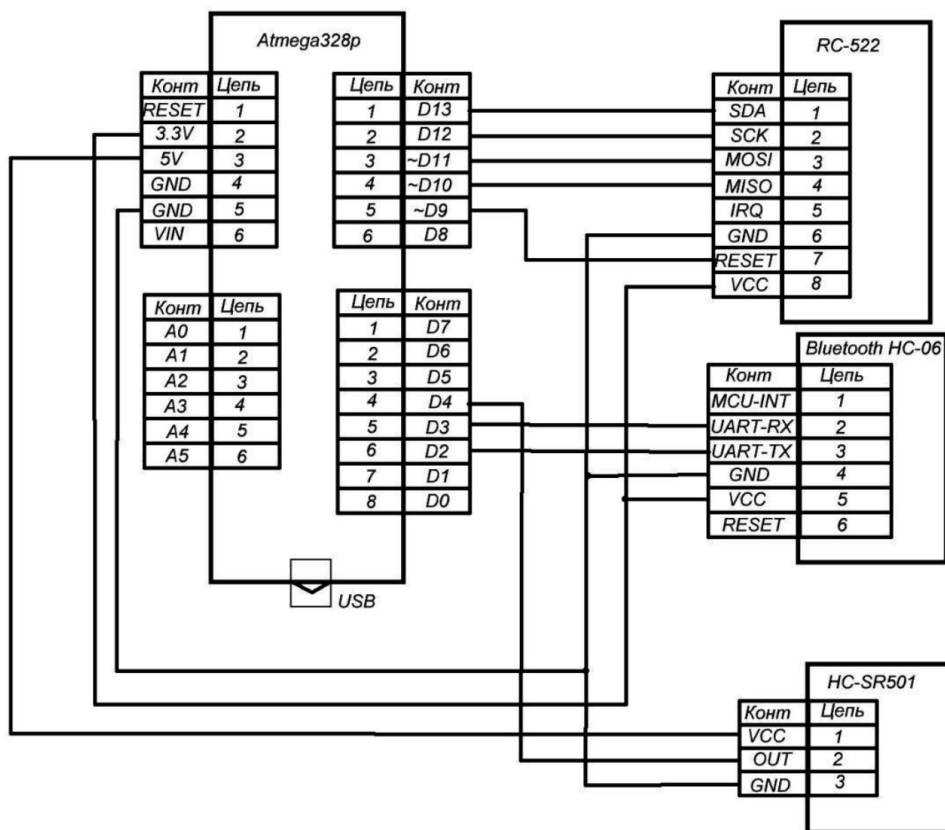 Atmega328p
Конт Цепь
RESET 1
3.3V 2
5V 3
GND 4
GND 5
VIN 6
Конт Цепь
A0 1
A1 2
A2 3
A3 4
A4 5
A5 6
Цепь Конт
1 D13
2 D12
3 ~D11
4 ~D10
5 ~D9
6 D8
Цепь Конт
1 D7
2 D6
3 D5
4 D4
5 D3
6 D2
7 D1
8 D0
USB
RC-522
Конт Цепь
SDA 1
SCK 2
MOSI 3
MISO 4
IRQ 5
GND 6
RESET 7
VCC 8
Bluetooth HC-06
Конт Цепь
MCU-INT 1
UART-RX 2
UART-TX 3
GND 4
VCC 5
RESET 6
HC-SR501
Конт Цепь
VCC 1
OUT 2
GND 3